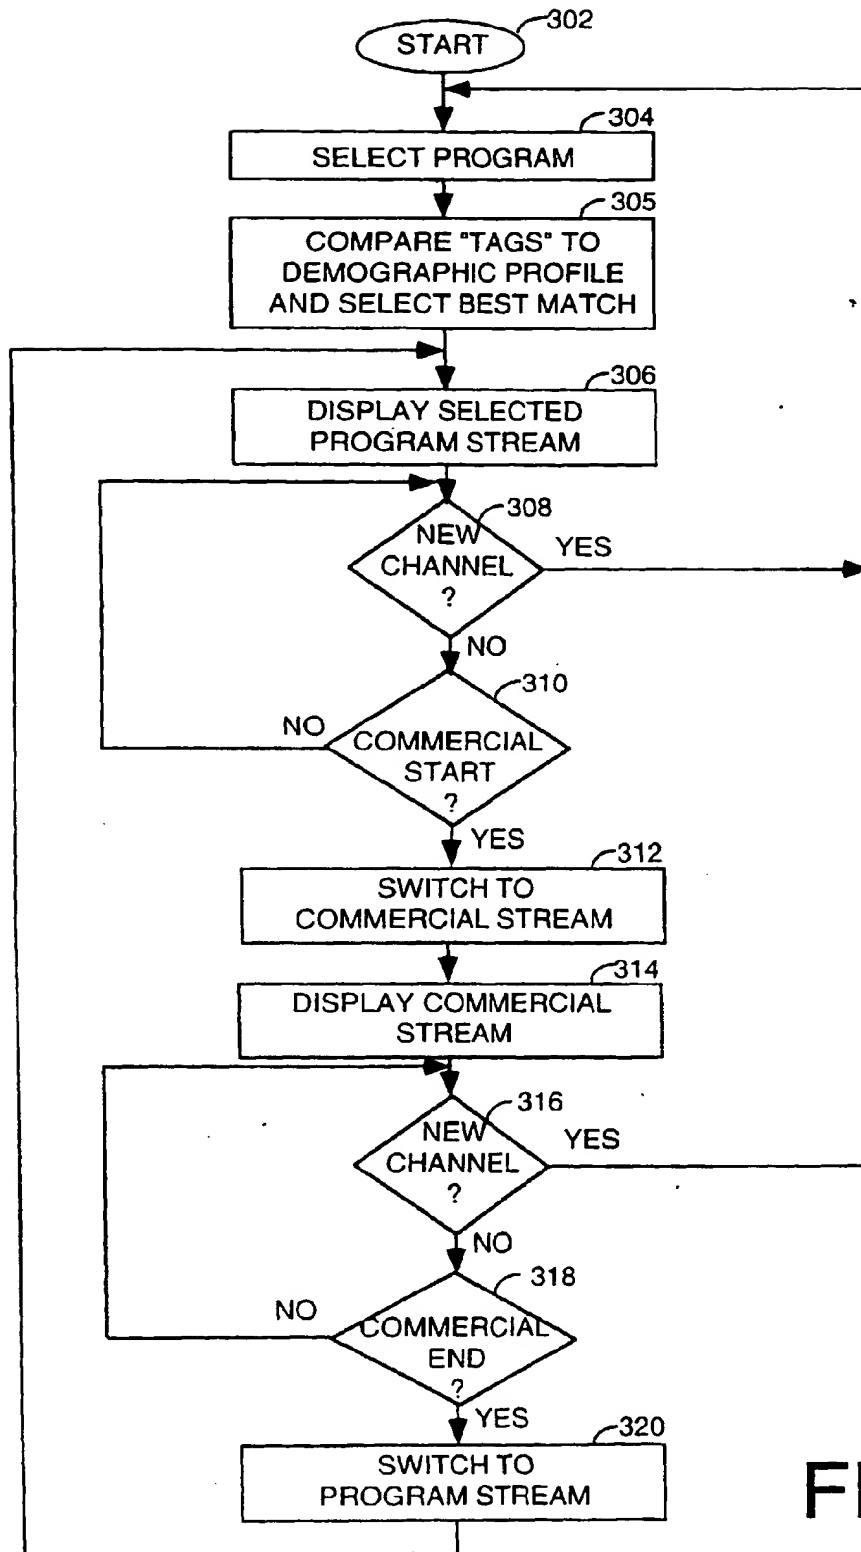 302
START
304
SELECT PROGRAM
305
COMPARE "TAGS" TO
DEMOGRAPHIC PROFILE
AND SELECT BEST MATCH
306
DISPLAY SELECTED
PROGRAM STREAM
308
NEW
CHANNEL
?
YES
NO
310
NO
COMMERCIAL
START
?
YES
312
SWITCH TO
COMMERCIAL STREAM
314
DISPLAY COMMERCIAL
STREAM
316
NEW
CHANNEL
?
YES
NO
318
NO
COMMERCIAL
END
?
YES
320
SWITCH TO
PROGRAM STREAM